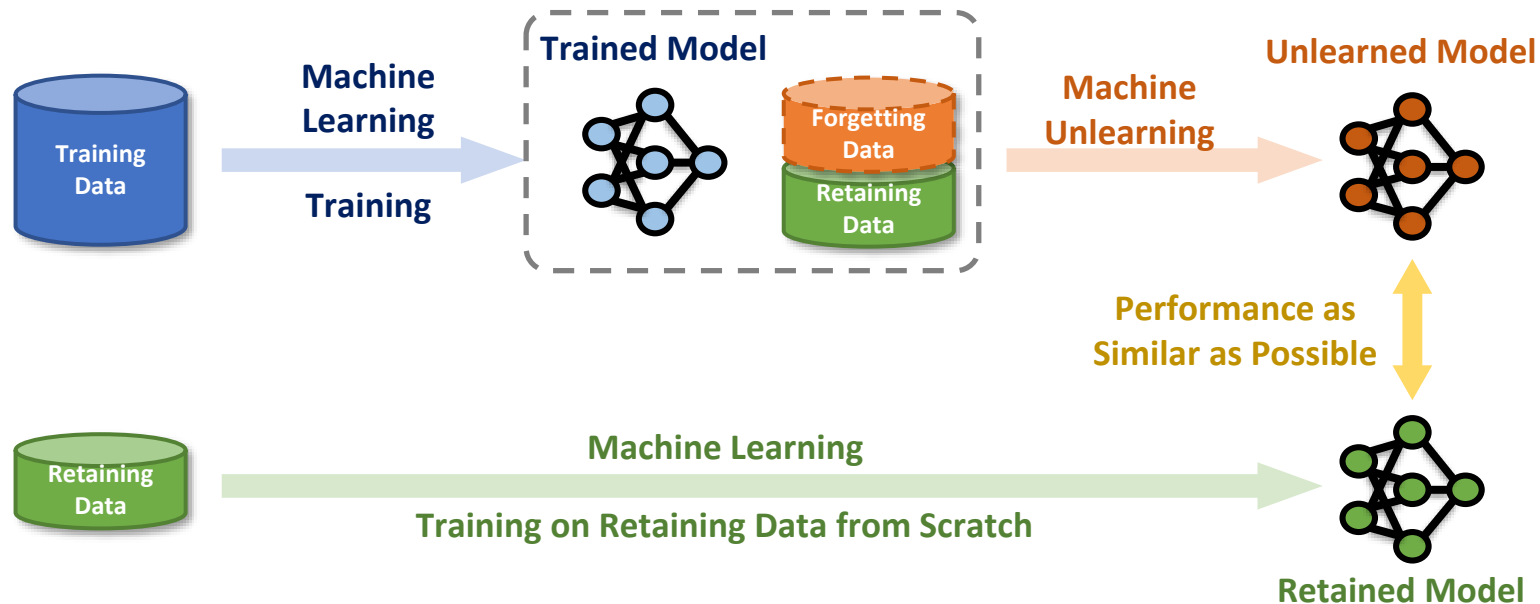 Training
Data
Machine
Learning
Training
Trained Model
Forgetting
Data
Retaining
Data
Machine
Unlearning
Unlearned Model
Performance as
Similar as Possible
Retaining
Data
Machine Learning
Training on Retaining Data from Scratch
Retained Model